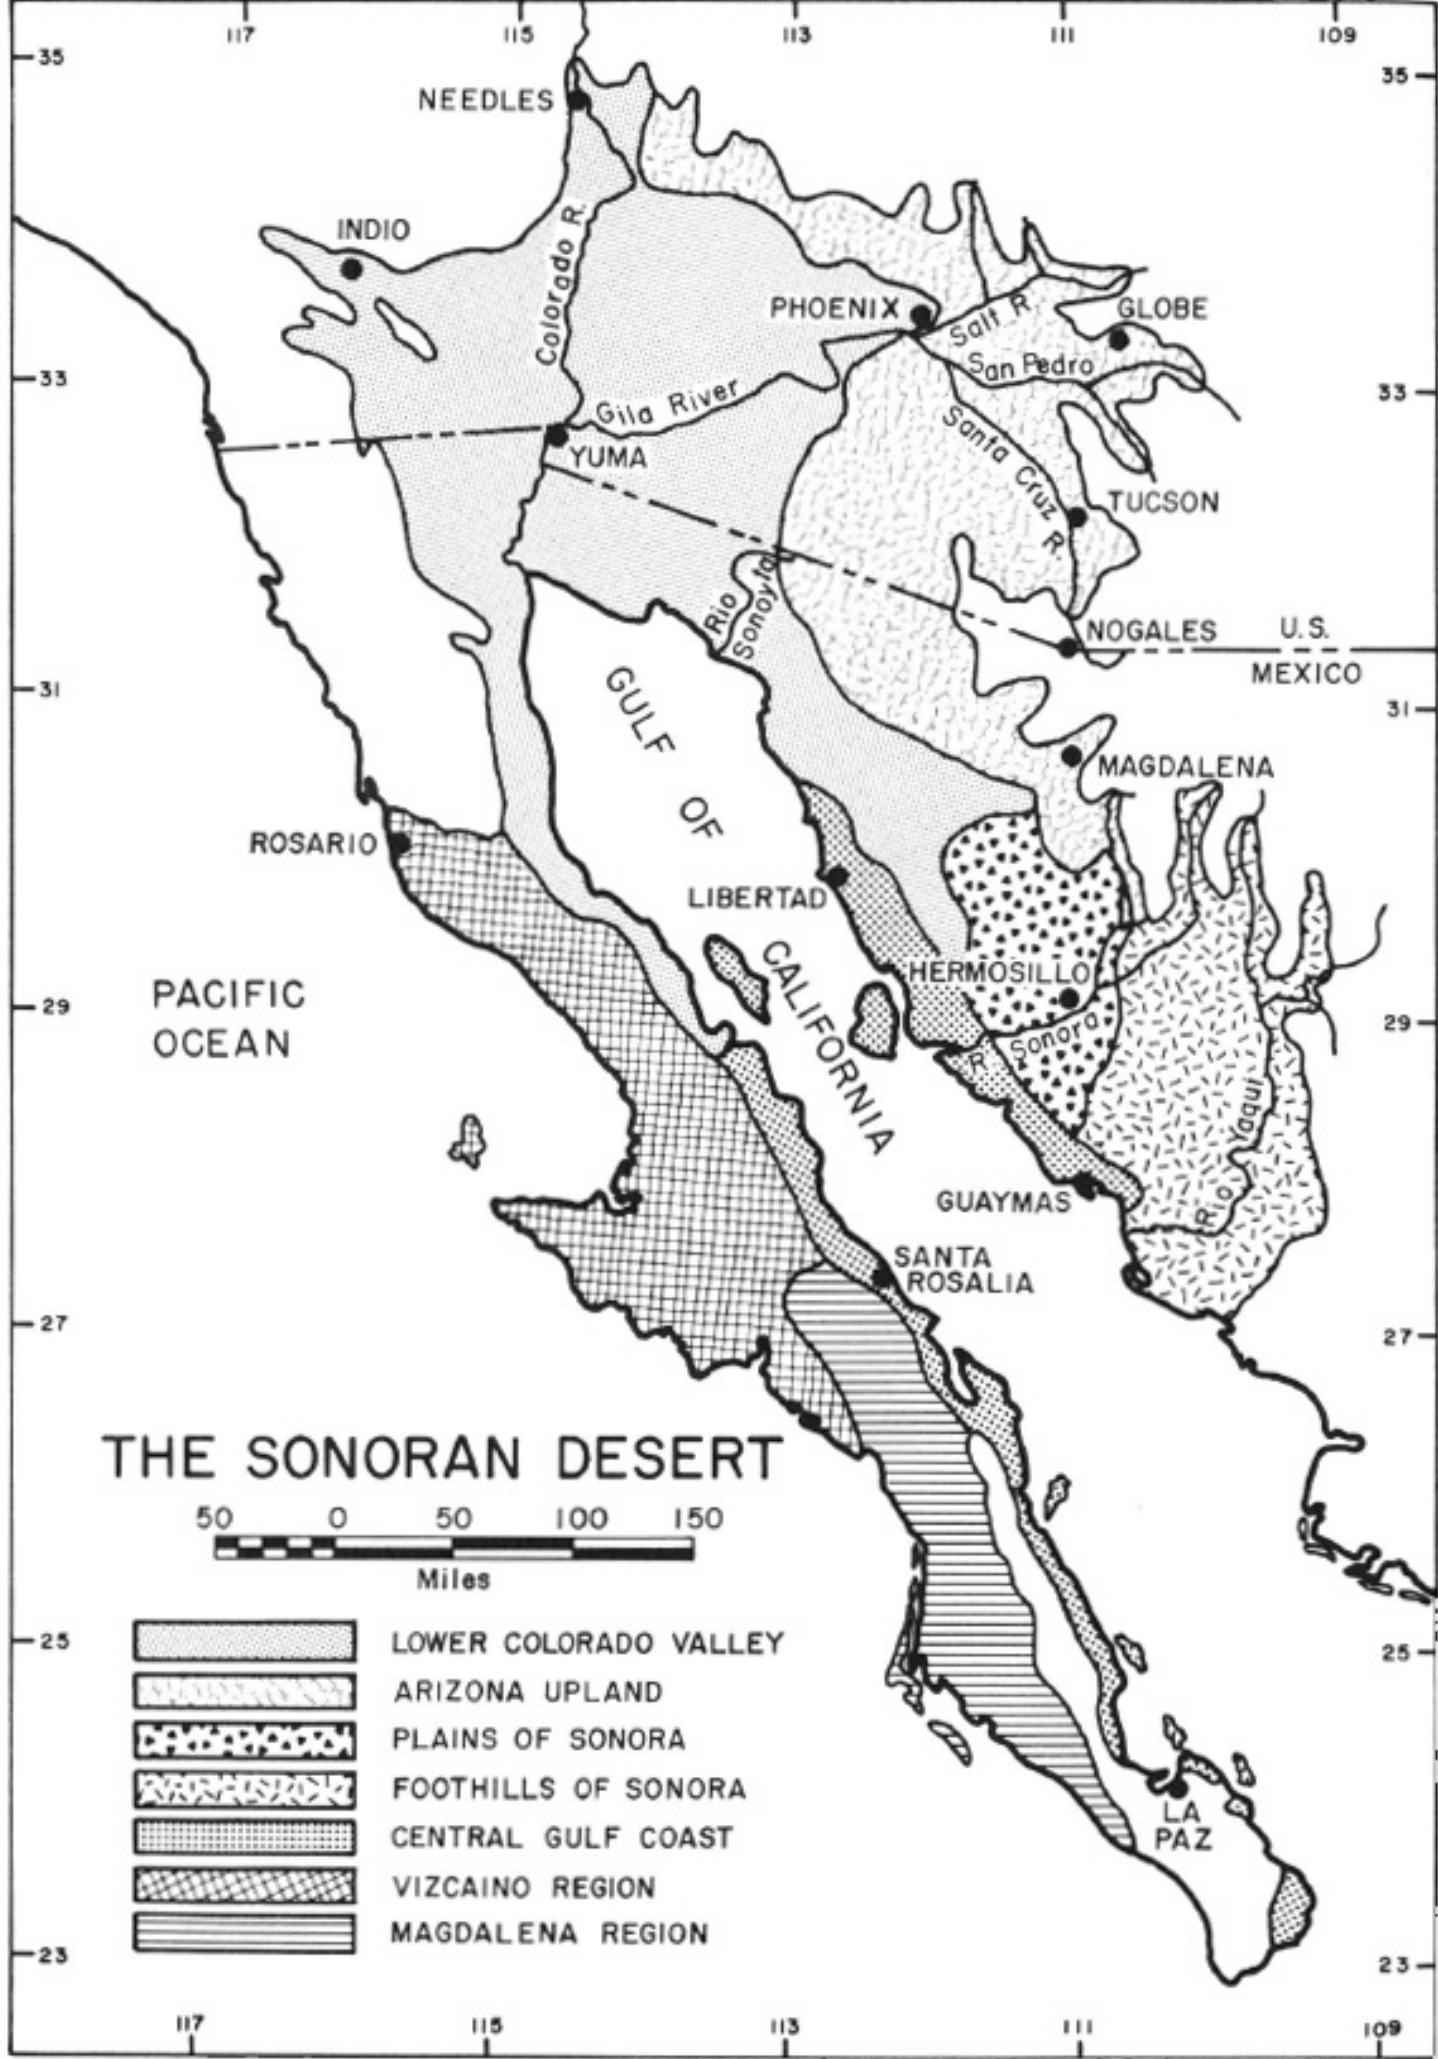 117 115 113 111 109
35 35
NEEDLES
INDIO
Colorado R.
PHOENIX
Salt R.
GLOBE
San Pedro
33 33
Gila River
Santa Cruz R.
YUMA
TUCSON
Rio Sonoyta
NOGALES
U.S.
MEXICO
31 31
GULF OF CALIFORNIA
MAGDALENA
ROSARIO
LIBERTAD
HERMOSILLO
PACIFIC
OCEAN
29 29
R. Sonora
Rio Yaqui
GUAYMAS
SANTA
ROSALIA
27 27
THE SONORAN DESERT
50 0 50 100 150
Miles
LOWER COLORADO VALLEY
25 25
ARIZONA UPLAND
PLAINS OF SONORA
FOOTHILLS OF SONORA
LA
PAZ
CENTRAL GULF COAST
VIZCAINO REGION
MAGDALENA REGION
23 23
117 115 113 111 109